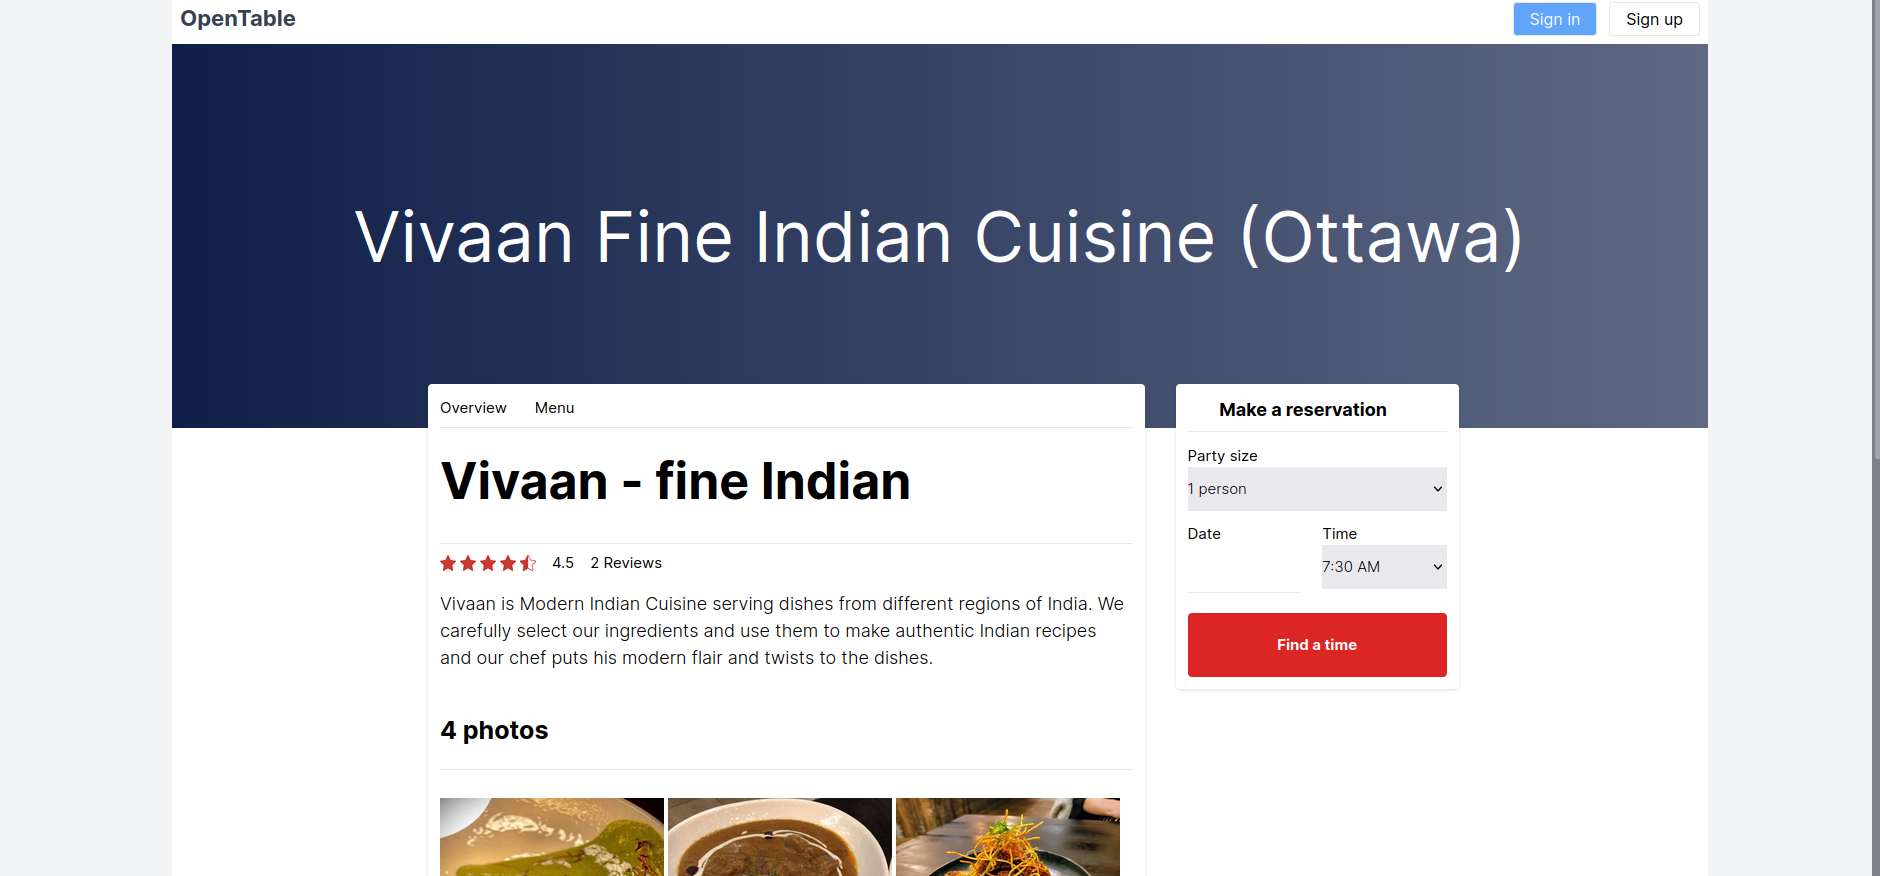 OpenTable
Sign in
Sign up
Vivaan Fine Indian Cuisine (Ottawa)
Overview
Menu
Vivaan - fine Indian
4.5
2 Reviews
Vivaan is Modern Indian Cuisine serving dishes from different regions of India. We
carefully select our ingredients and use them to make authentic Indian recipes
and our chef puts his modern flair and twists to the dishes.
4 photos
Make a reservation
Party size
1 person
Date
Time
7:30 AM
Find a time